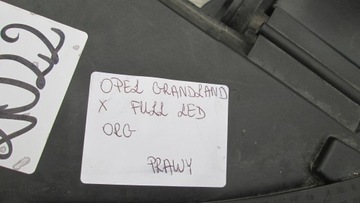 OPEL GRANDLAND
X FULL LED
ORG
PRAWY